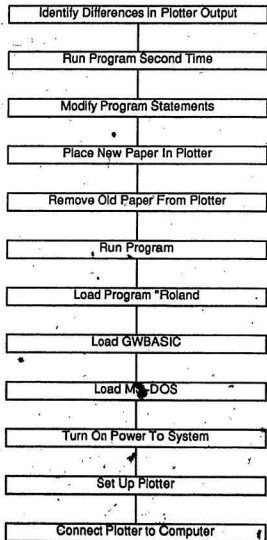 Identify Differences In Plotter Output
Run Program Second Time
Modify Program Statements
Place New Paper In Plotter
Remove Old Paper From Plotter
Run Program
Load Program "Roland
Load GWBASIC
Load MS-DOS
Turn On Power To System
Set Up Plotter
Connect Plotter to Computer